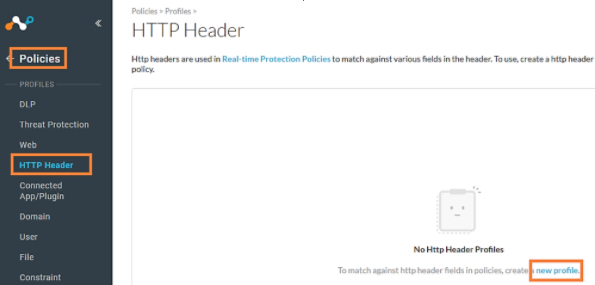 Policies > Profiles >
HTTP Header
Http headers are used in Real-time Protection Policies to match against various fields in the header. To use, create a http header
policy.
Policies
PROFILES
DLP
Threat Protection
Web
HTTP Header
Connected
App/Plugin
Domain
User
File
Constraint
No Http Header Profiles
To match against http header fields in policies, create a new profile.